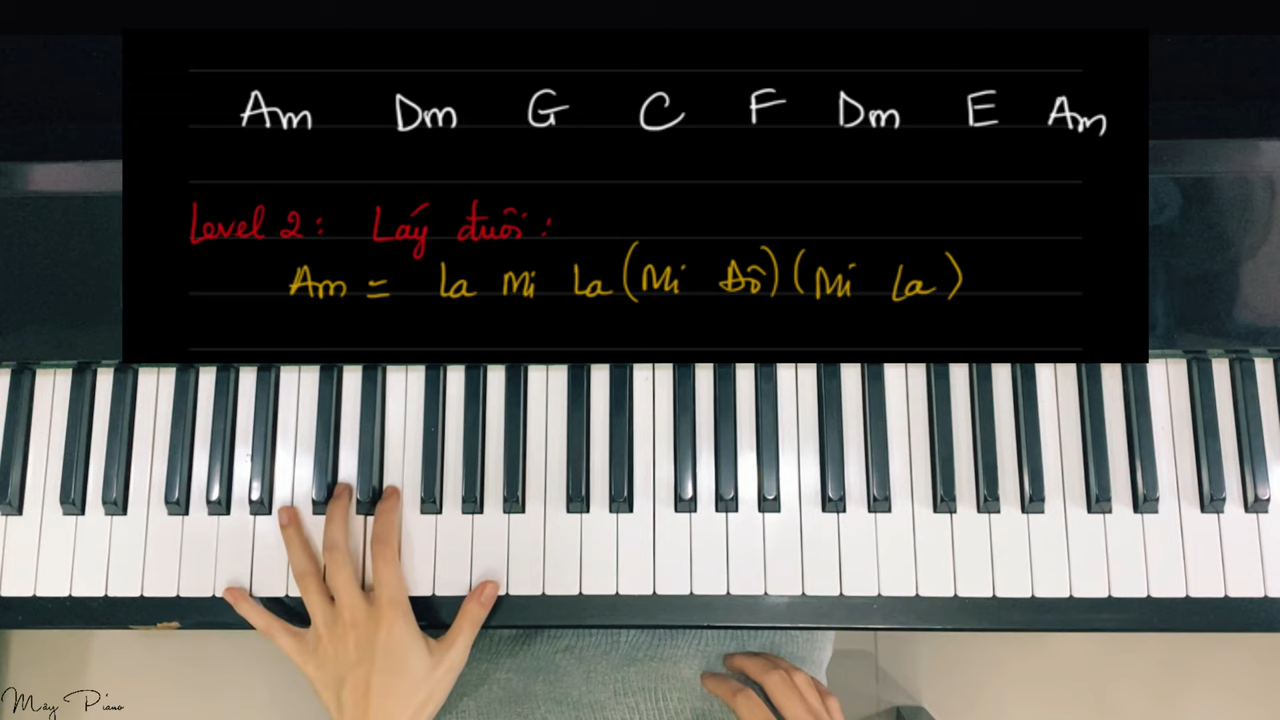 Am Dm G C F Dm E Am
Level 2: Láy đuôi:
Am = La Mi La (Mi Đô) (Mi La)
Mây Piano